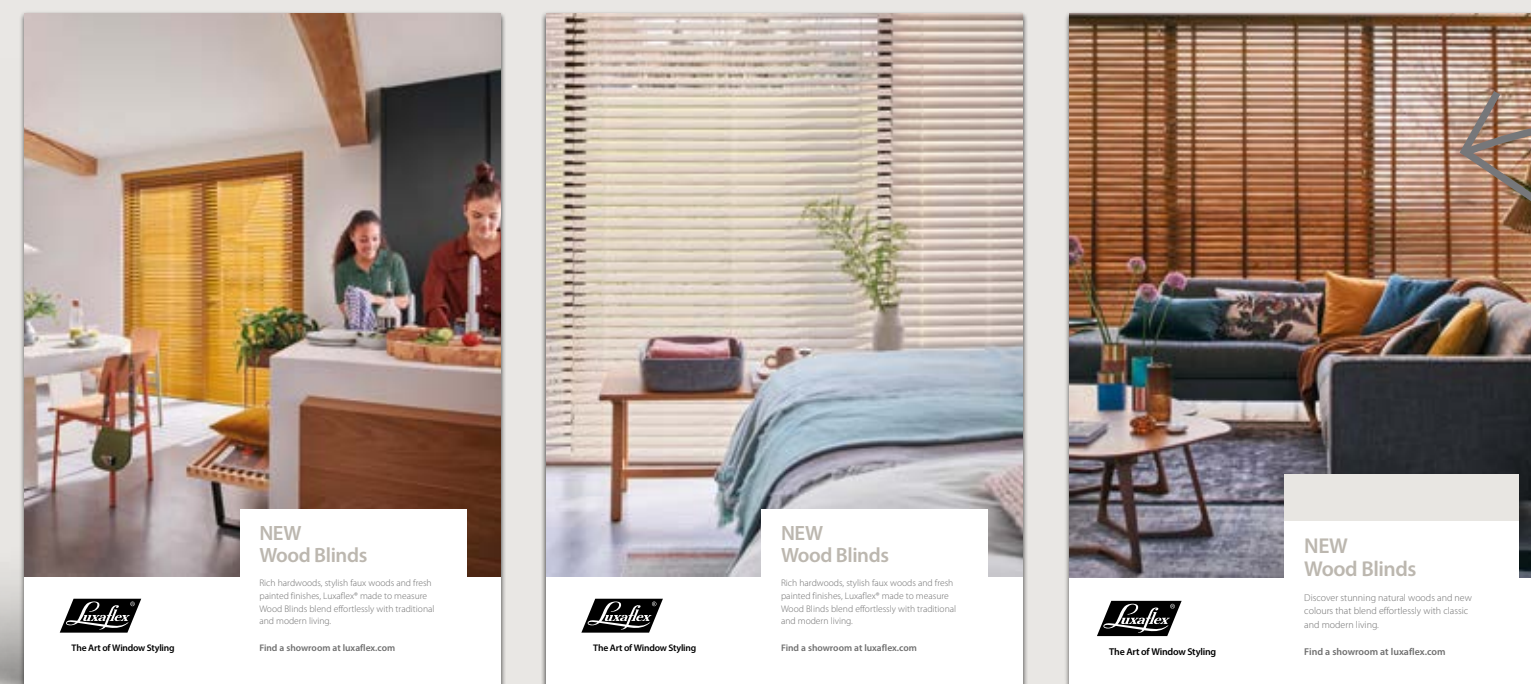 NEW
Wood Blinds
Rich hardwoods, stylish faux woods and fresh
painted finishes, Luxaflex® made to measure
Wood Blinds blend effortlessly with traditional
and modern living.
Find a showroom at luxaflex.com
Luxaflex®
The Art of Window Styling
NEW
Wood Blinds
Rich hardwoods, stylish faux woods and fresh
painted finishes, Luxaflex® made to measure
Wood Blinds blend effortlessly with traditional
and modern living.
Find a showroom at luxaflex.com
Luxaflex®
The Art of Window Styling
NEW
Wood Blinds
Discover stunning natural woods and new
colours that blend effortlessly with classic
and modern living.
Find a showroom at luxaflex.com
Luxaflex®
The Art of Window Styling